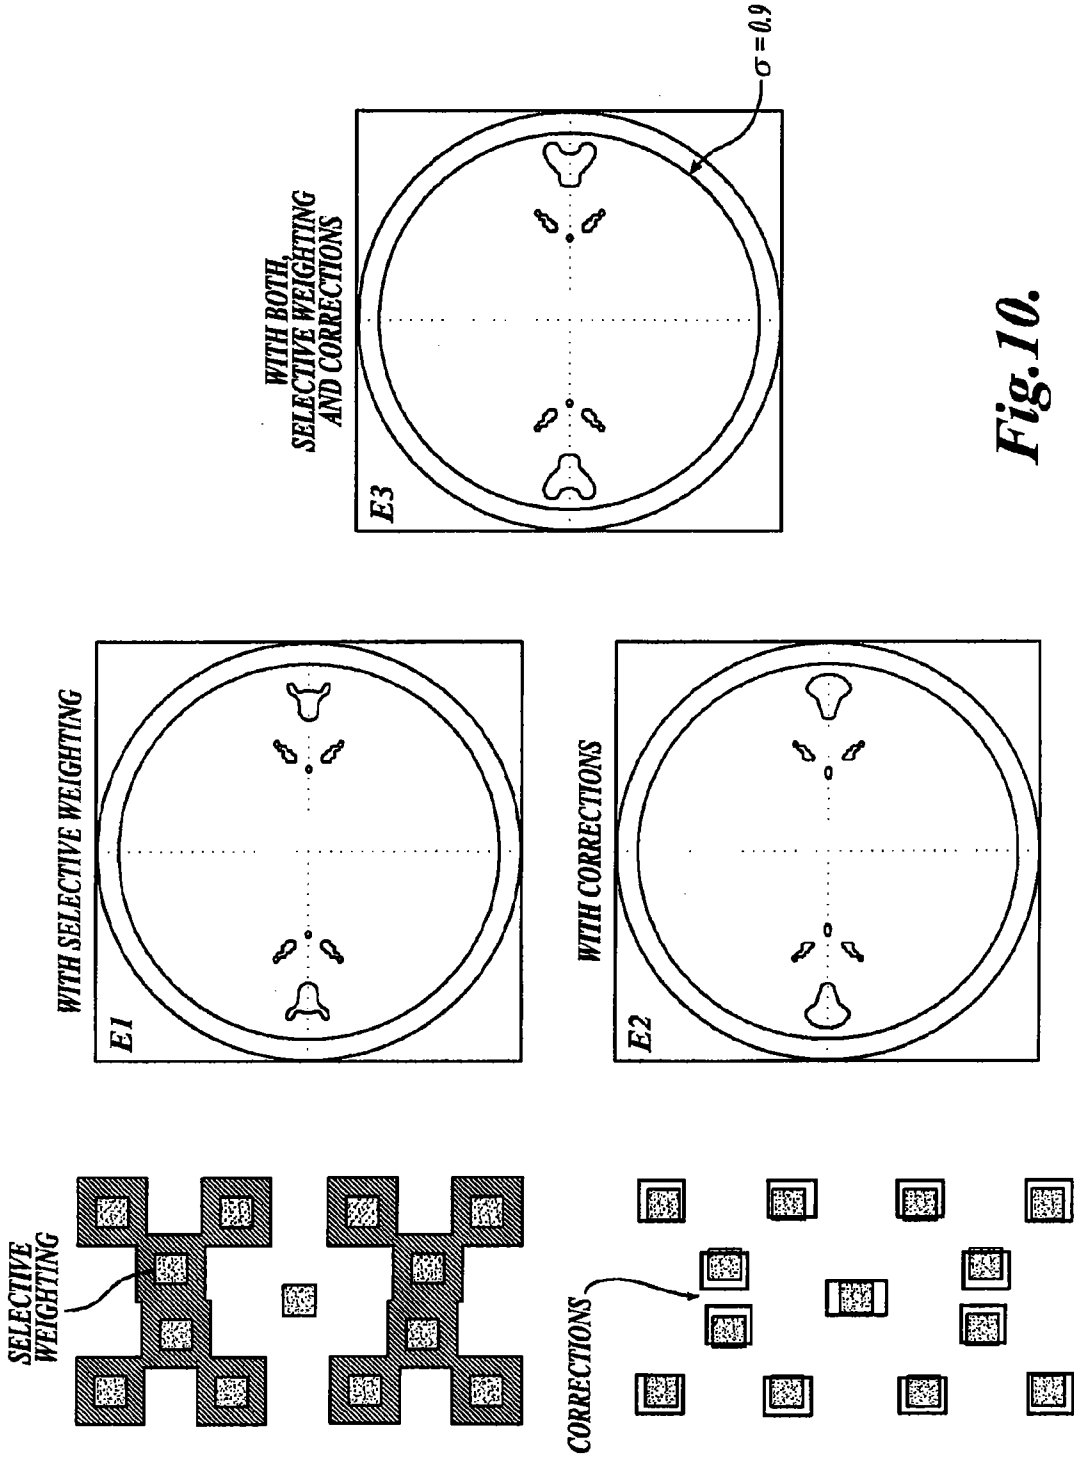 SELECTIVE
WEIGHTING
WITH SELECTIVE WEIGHTING
E1
CORRECTIONS
WITH CORRECTIONS
E2
WITH BOTH,
SELECTIVE WEIGHTING
AND CORRECTIONS
E3
σ = 0.9
Fig.10.